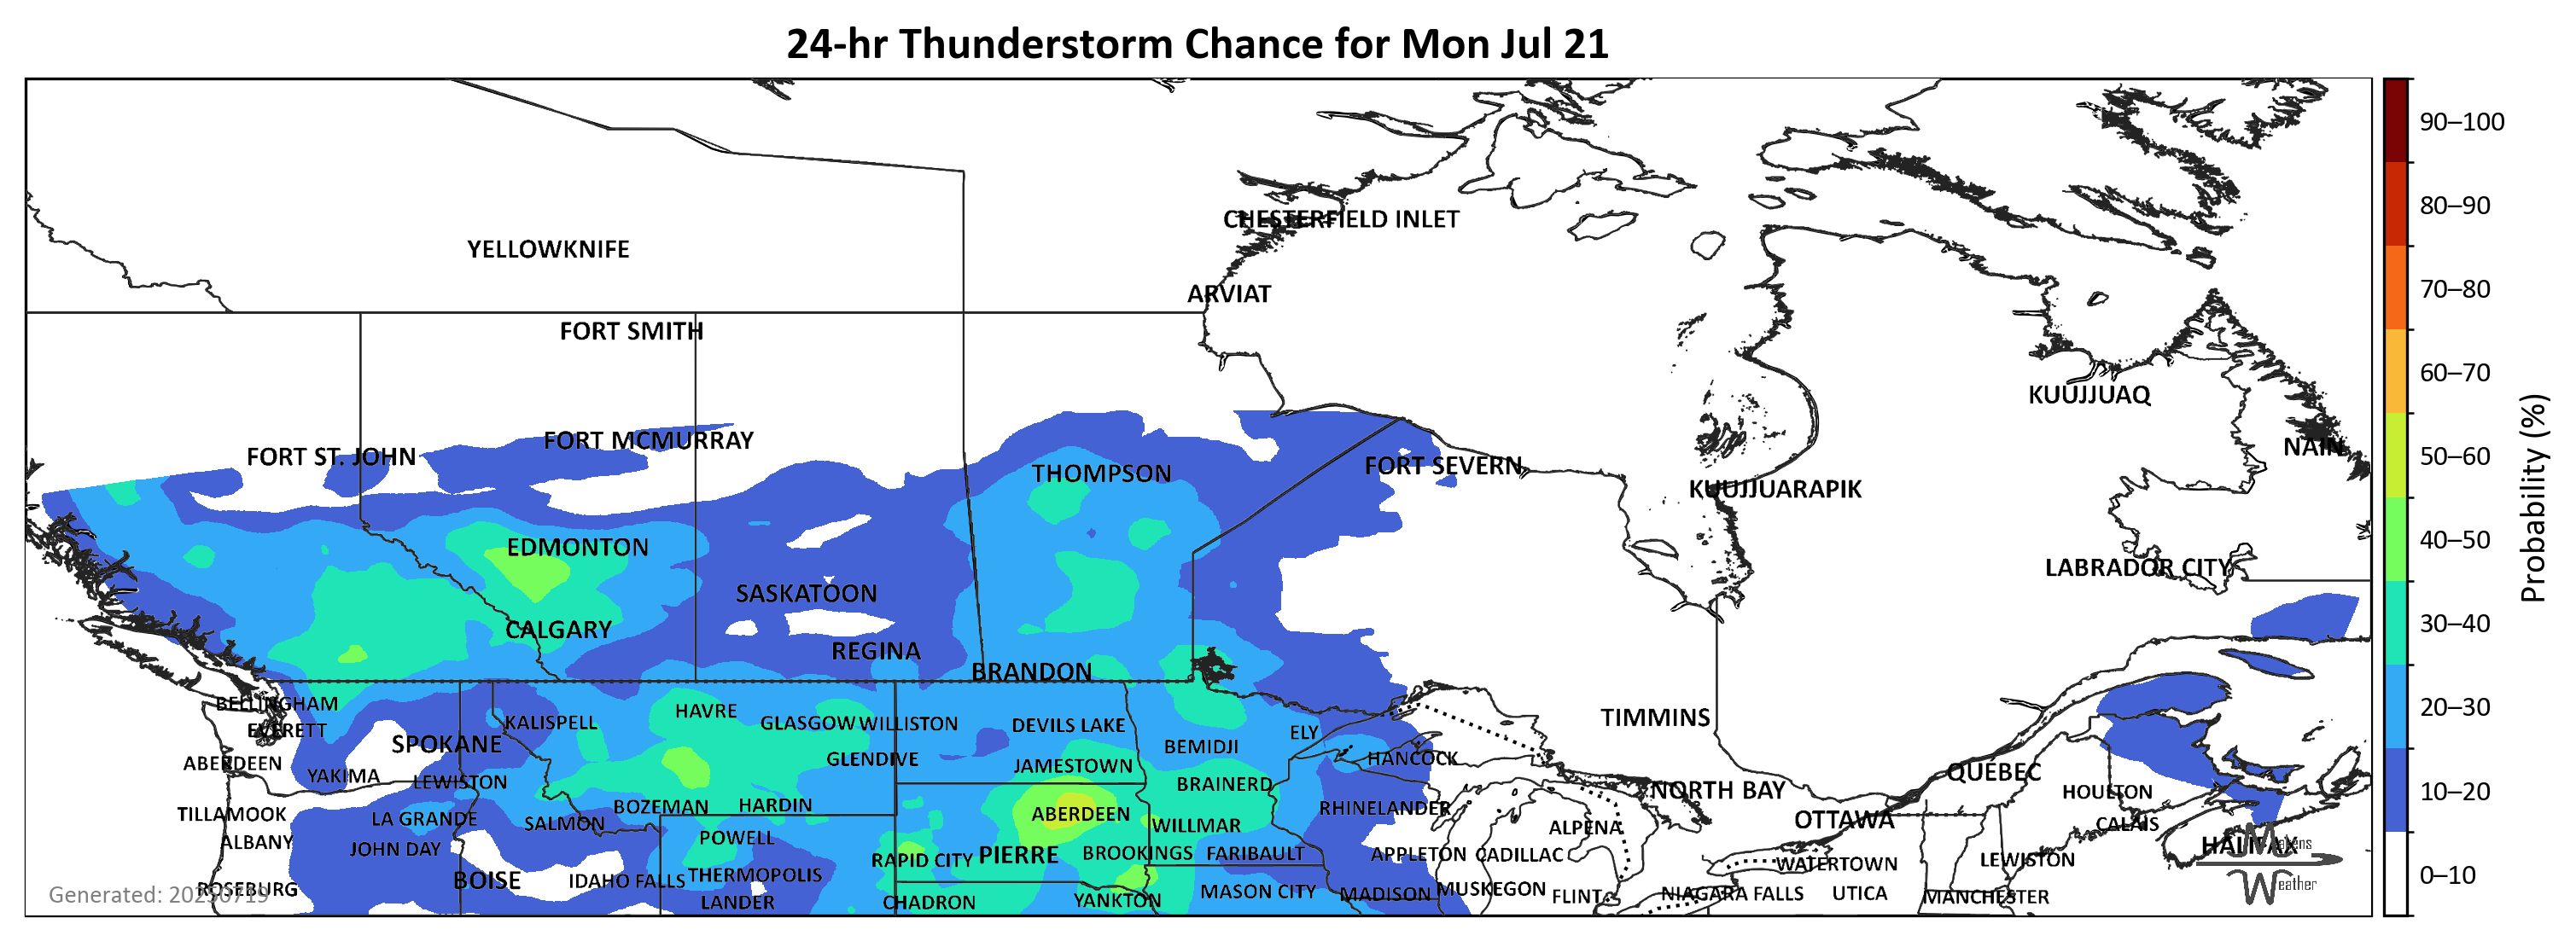 24-hr Thunderstorm Chance for Mon Jul 21
90–100
80–90
CHESTERFIELD INLET
YELLOWKNIFE
70–80
ARVIAT
FORT SMITH
60–70
KUUJJUAQ
FORT MCMURRAY
NAIN
50–60
FORT ST. JOHN
FORT SEVERN
THOMPSON
KUUJJUARAPIK
Probability (%)
40–50
EDMONTON
LABRADOR CITY
SASKATOON
30–40
CALGARY
REGINA
BRANDON
20–30
BELLINGHAM
HAVRE
TIMMINS
KALISPELL
GLASGOW
WILLISTON
DEVILS LAKE
EVERETT
ELY
SPOKANE
BEMIDJI
ABERDEEN
GLENDIVE
HANCOCK
JAMESTOWN
QUÉBEC
YAKIMA
LEWISTON
BRAINERD
NORTH BAY
HOULTON
10–20
BOZEMAN
HARDIN
RHINELANDER
TILLAMOOK
LA GRANDE
SALMON
ABERDEEN
WILLMAR
ALPENA
OTTAWA
CALAIS
ALBANY
POWELL
HALIFAX
Makens
JOHN DAY
RAPID CITY
PIERRE
BROOKINGS
FARIBAULT
APPLETON
CADILLAC
WATERTOWN
LEWISTON
BOISE
IDAHO FALLS
THERMOPOLIS
0–10
Weather
ROSEBURG
Generated: 20250719
MASON CITY
MADISON
MUSKEGON
FLINT
NIAGARA FALLS
UTICA
MANCHESTER
LANDER
CHADRON
YANKTON